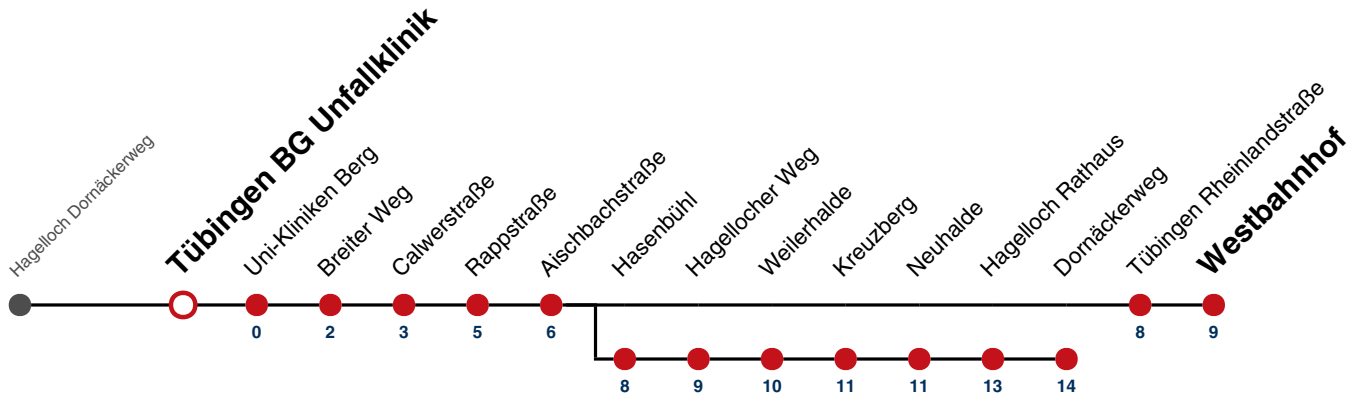 Hagelloch Dornäckerweg
Tübingen BG Unfallklinik
Uni-Kliniken Berg
Breiter Weg
Calwerstraße
Rappstraße
Aischbachstraße
Hasenbühl
Hagellocher Weg
Weilerhalde
Kreuzberg
Neuhalde
Hagelloch Rathaus
Dornäckerweg
Tübingen Rheinlandstraße
Westbahnhof
0 2 3 5 6 8 9
8 9 10 11 11 13 14